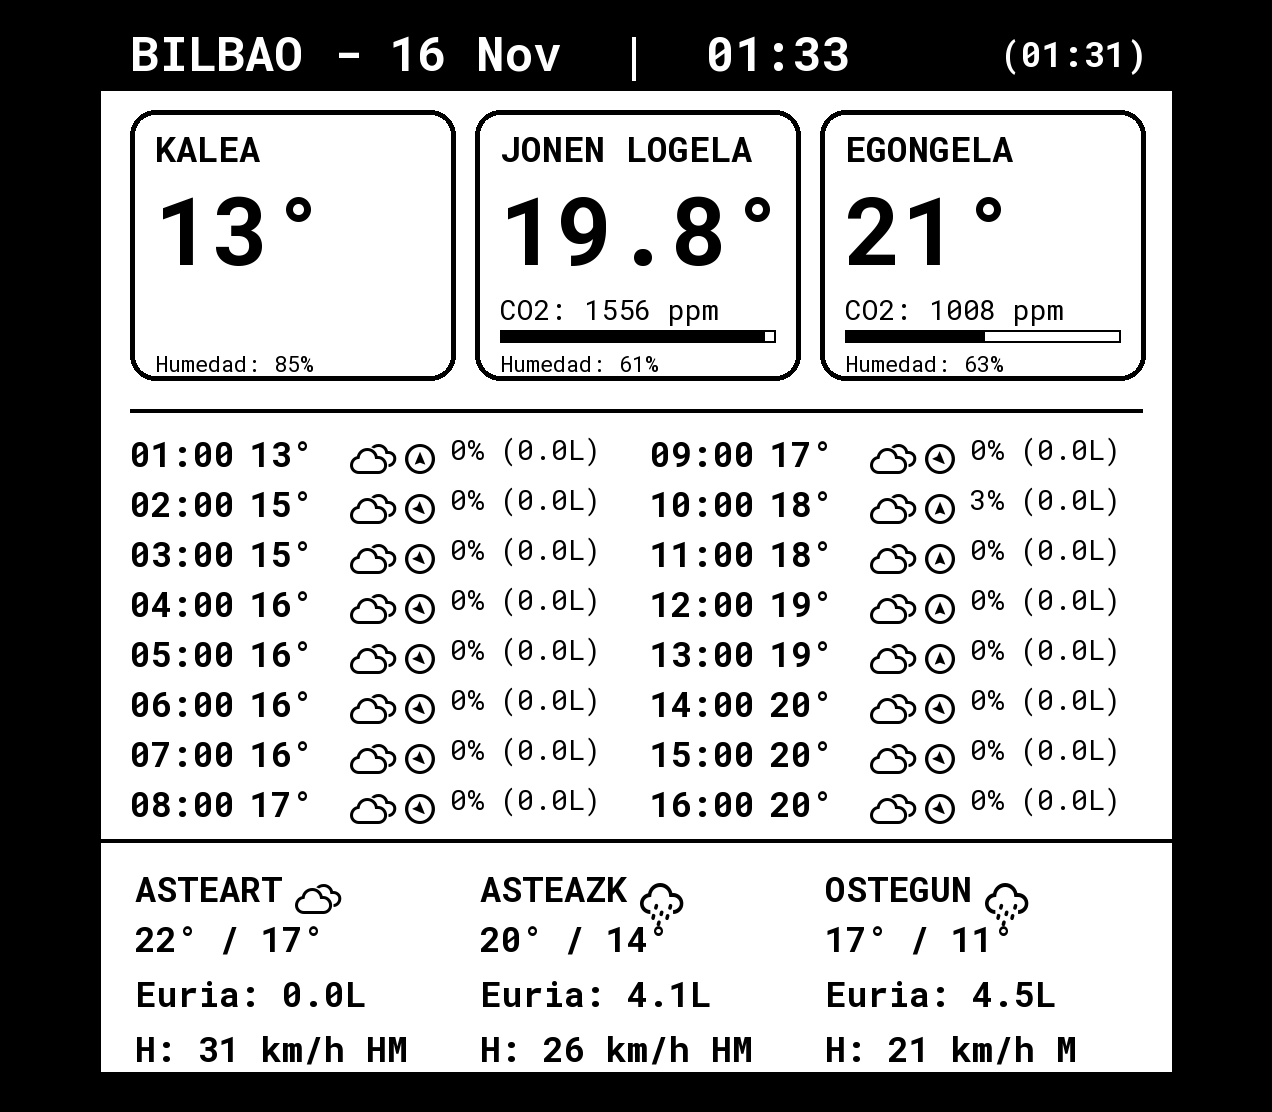 BILBAO - 16 Nov | 01:33 (01:31)
KALEA
13°
Humedad: 85%
JONEN LOGELA
19.8°
CO2: 1556 ppm
Humedad: 61%
EGONGELA
21°
CO2: 1008 ppm
Humedad: 63%
01:00 13° 0% (0.0L)
02:00 15° 0% (0.0L)
03:00 15° 0% (0.0L)
04:00 16° 0% (0.0L)
05:00 16° 0% (0.0L)
06:00 16° 0% (0.0L)
07:00 16° 0% (0.0L)
08:00 17° 0% (0.0L)
09:00 17° 0% (0.0L)
10:00 18° 3% (0.0L)
11:00 18° 0% (0.0L)
12:00 19° 0% (0.0L)
13:00 19° 0% (0.0L)
14:00 20° 0% (0.0L)
15:00 20° 0% (0.0L)
16:00 20° 0% (0.0L)
ASTEART
22° / 17°
Euria: 0.0L
H: 31 km/h HM
ASTEAZK
20° / 14°
Euria: 4.1L
H: 26 km/h HM
OSTEGUN
17° / 11°
Euria: 4.5L
H: 21 km/h M